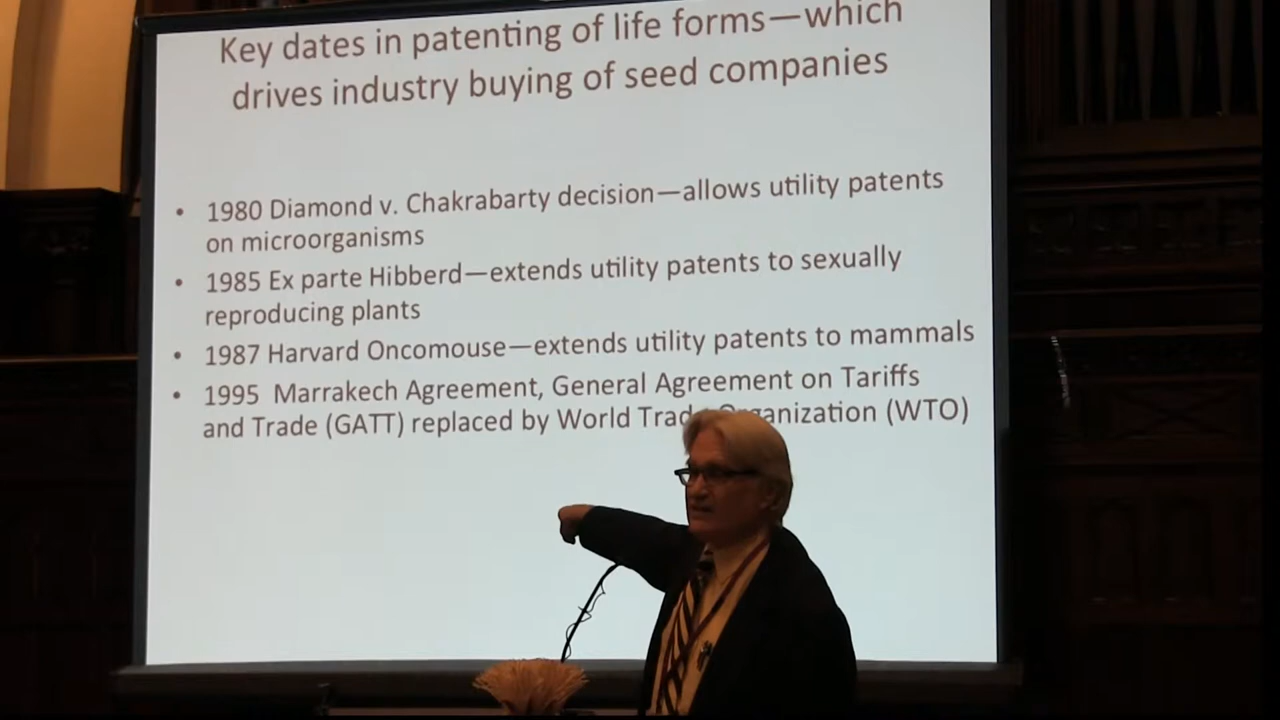 Key dates in patenting of life forms—which
drives industry buying of seed companies
• 1980 Diamond v. Chakrabarty decision—allows utility patents
on microorganisms
• 1985 Ex parte Hibberd—extends utility patents to sexually
reproducing plants
• 1987 Harvard Oncomouse—extends utility patents to mammals
• 1995 Marrakech Agreement, General Agreement on Tariffs
and Trade (GATT) replaced by World Trade Organization (WTO)